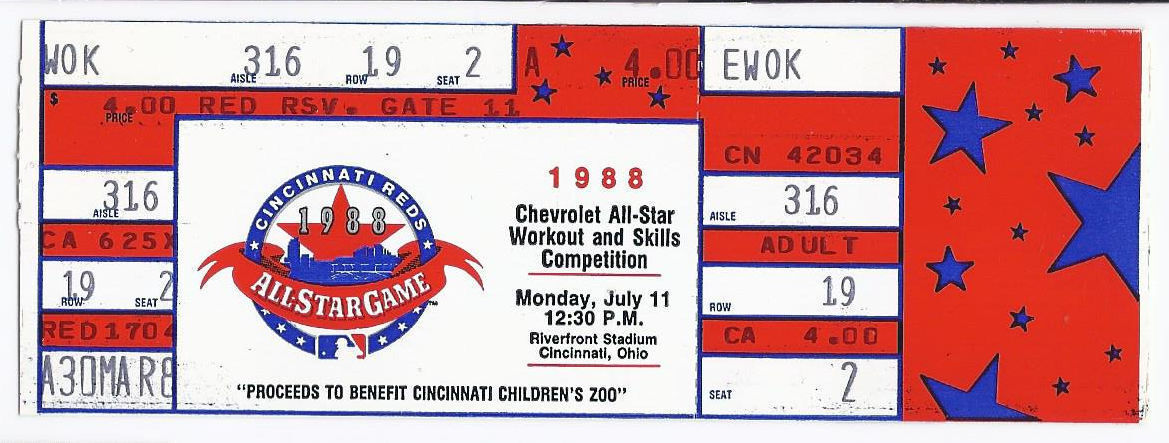 WOK 316 19 2 A 4.00
AISLE ROW SEAT PRICE
$ 4.00 RED RSV. GATE 11
PRICE
316
AISLE
CA 625X
19 2
ROW SEAT
RED1704
A30MAR8
CINCINNATI REDS
1988
ALL-STAR GAME
TM
1988
Chevrolet All-Star
Workout and Skills
Competition
Monday, July 11
12:30 P.M.
Riverfront Stadium
Cincinnati, Ohio
"PROCEEDS TO BENEFIT CINCINNATI CHILDREN'S ZOO"
EWOK
CN 42034
AISLE 316
ADULT
ROW 19
CA 4.00
SEAT 2